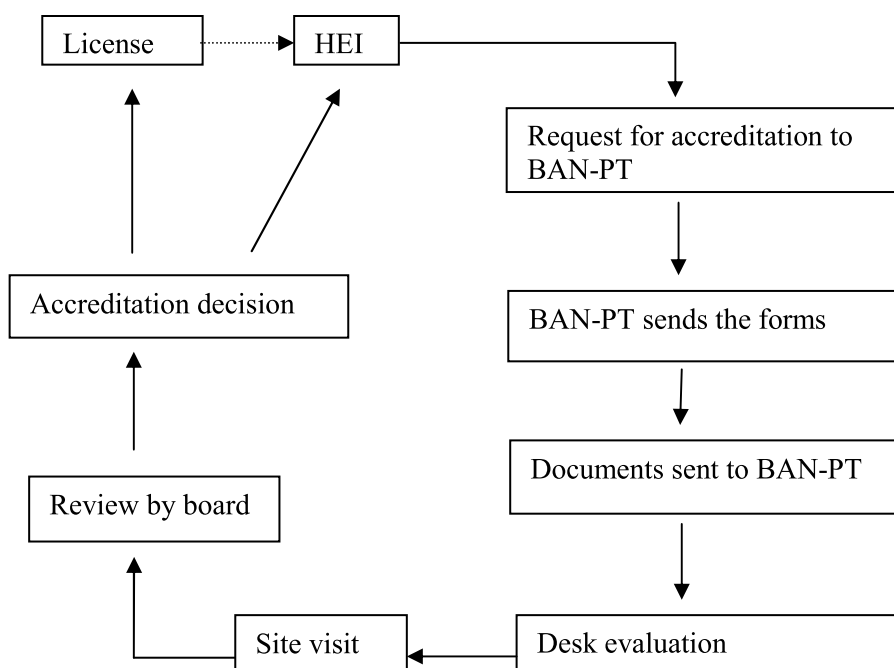 License
HEI
Request for accreditation to
BAN-PT
BAN-PT sends the forms
Documents sent to BAN-PT
Desk evaluation
Site visit
Review by board
Accreditation decision